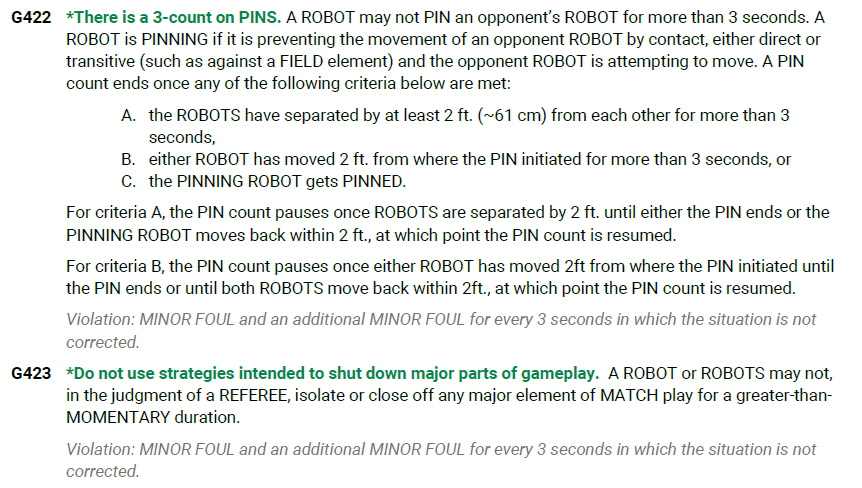 G422 *There is a 3-count on PINS. A ROBOT may not PIN an opponent's ROBOT for more than 3 seconds. A
ROBOT is PINNING if it is preventing the movement of an opponent ROBOT by contact, either direct or
transitive (such as against a FIELD element) and the opponent ROBOT is attempting to move. A PIN
count ends once any of the following criteria below are met:
A. the ROBOTS have separated by at least 2 ft. (~61 cm) from each other for more than 3
seconds,
B. either ROBOT has moved 2 ft. from where the PIN initiated for more than 3 seconds, or
C. the PINNING ROBOT gets PINNED.
For criteria A, the PIN count pauses once ROBOTS are separated by 2 ft. until either the PIN ends or the
PINNING ROBOT moves back within 2 ft., at which point the PIN count is resumed.
For criteria B, the PIN count pauses once either ROBOT has moved 2ft from where the PIN initiated until
the PIN ends or until both ROBOTS move back within 2ft., at which point the PIN count is resumed.
Violation: MINOR FOUL and an additional MINOR FOUL for every 3 seconds in which the situation is not
corrected.
G423 *Do not use strategies intended to shut down major parts of gameplay. A ROBOT or ROBOTS may not,
in the judgment of a REFEREE, isolate or close off any major element of MATCH play for a greater-than-
MOMENTARY duration.
Violation: MINOR FOUL and an additional MINOR FOUL for every 3 seconds in which the situation is not
corrected.